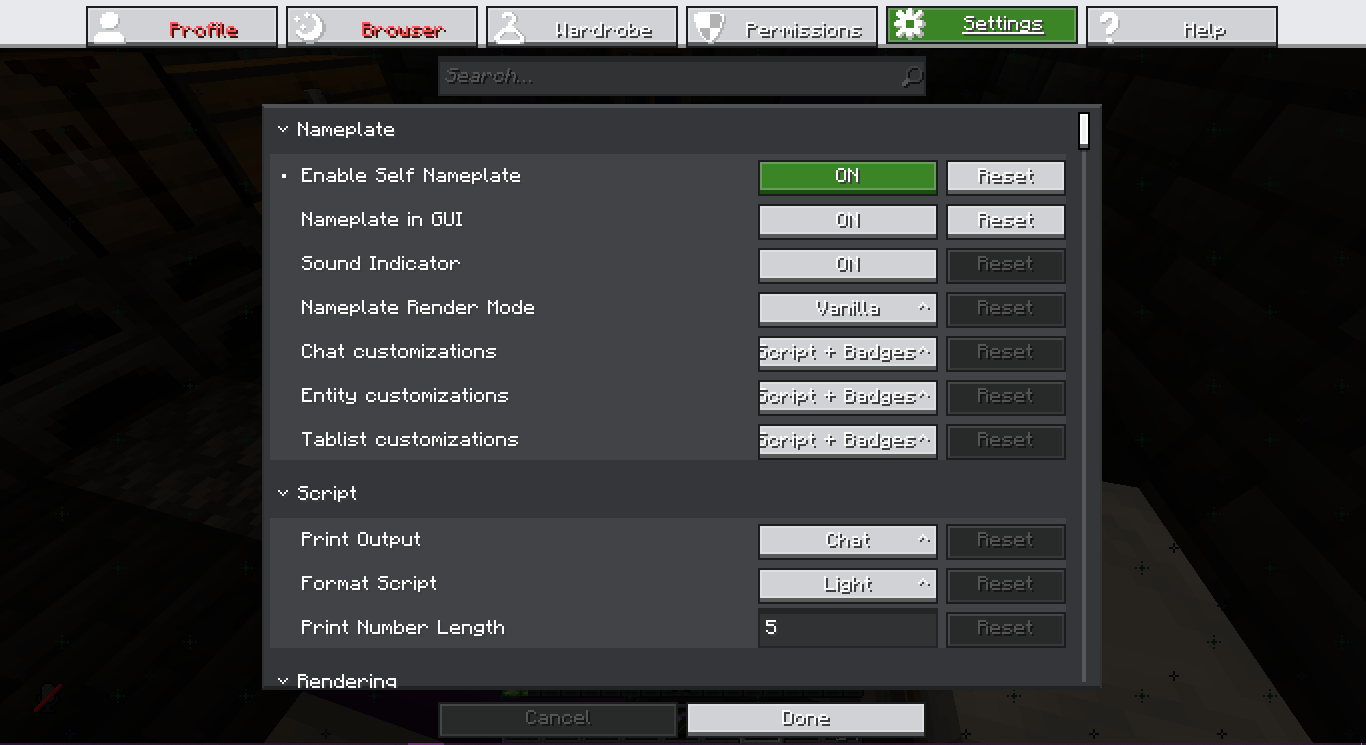 Profile
Browser
Wardrobe
Permissions
Settings
Help
Search...
Nameplate
Enable Self Nameplate ON Reset
Nameplate in GUI ON Reset
Sound Indicator ON Reset
Nameplate Render Mode Vanilla Reset
Chat customizations Script + Badges Reset
Entity customizations Script + Badges Reset
Tablist customizations Script + Badges Reset
Script
Print Output Chat Reset
Format Script Light Reset
Print Number Length 5 Reset
Rendering
Cancel Done